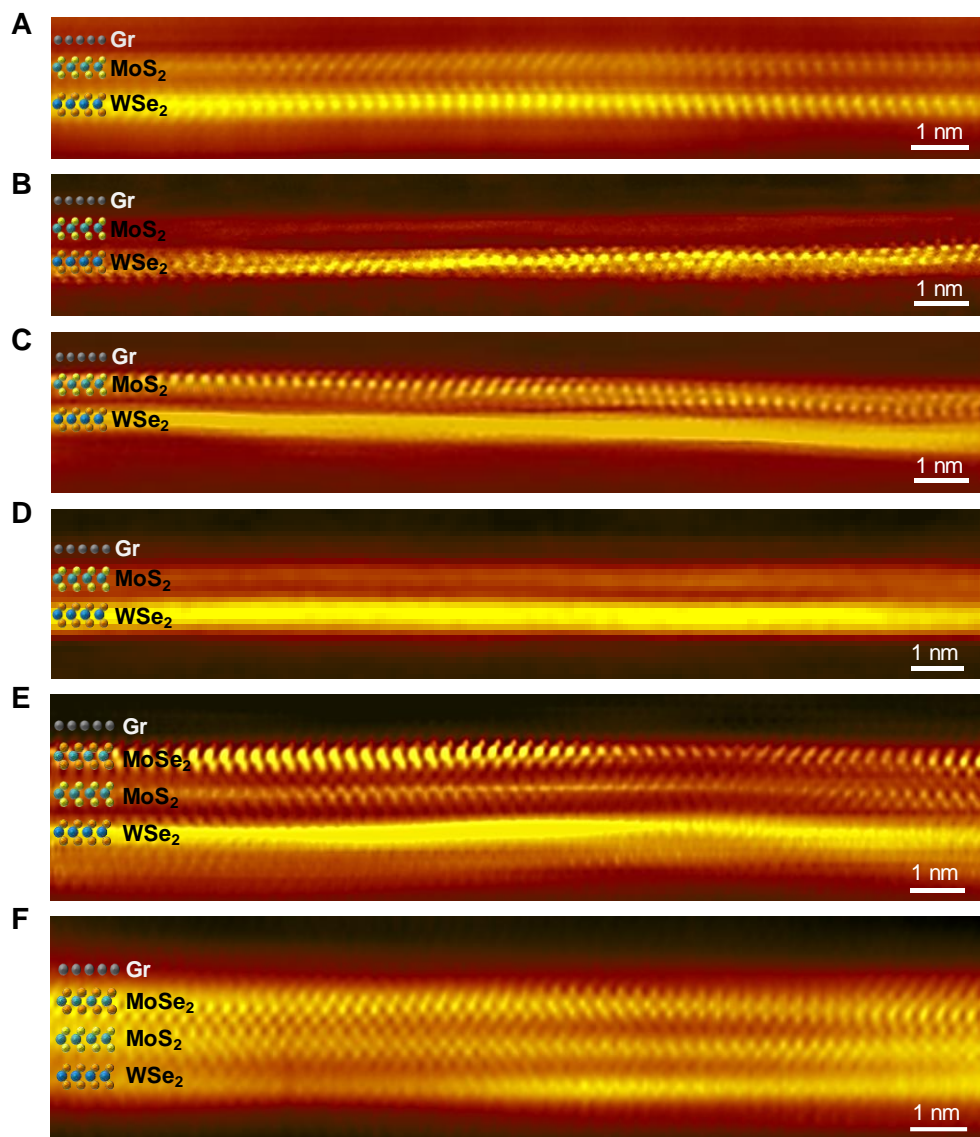 A
Gr
MoS₂
WSe₂
1 nm
B
Gr
MoS₂
WSe₂
1 nm
C
Gr
MoS₂
WSe₂
1 nm
D
Gr
MoS₂
WSe₂
1 nm
E
Gr
MoSe₂
MoS₂
WSe₂
1 nm
F
Gr
MoSe₂
MoS₂
WSe₂
1 nm